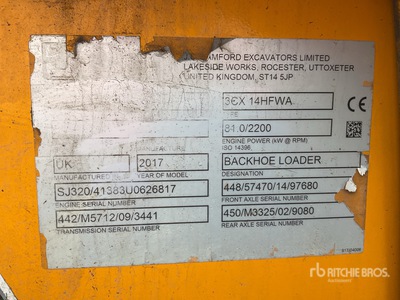 AMFORD EXCAVATORS LIMITED
LAKESIDE WORKS, ROCESTER, UTTOXETER
UNITED KINGDOM, ST14 5JP
3CX 14HFWA
TYPE
81.0/2200
ENGINE POWER (kW @ RPM)
ISO 14396
UK 2017 BACKHOE LOADER
MANUFACTURED YEAR OF MODEL DESIGNATION
SJ320/41383U0626817 448/57470/14/97680
ENGINE SERIAL NUMBER FRONT AXLE SERIAL NUMBER
442/M5712/09/3441 450/M3325/02/9080
TRANSMISSION SERIAL NUMBER REAR AXLE SERIAL NUMBER
rb RITCHIE BROS.